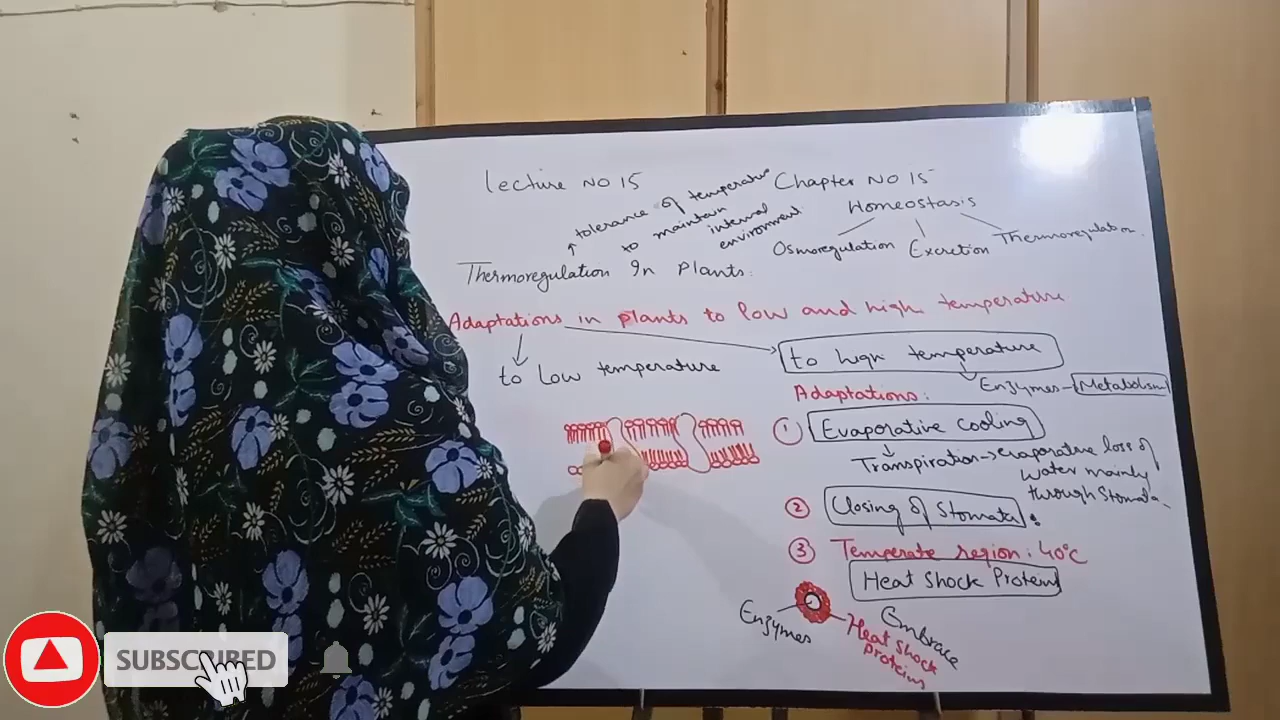 Lecture NO 15
Chapter NO 15
Homeostasis
Osmoregulation Excretion Thermoregulation.
tolerance of temperature
to maintain
internal
environment
Thermoregulation In Plants:
Adaptations in plants to low and high temperature
to Low temperature
to high temperature
Enzymes - Metabolism
Adaptations:
1 Evaporative cooling
Transpiration → evaporative loss of
water mainly
through Stomata
2 Closing of Stomata:
3 Temperate region: 40°C
Heat Shock Proteins
Enzymes
Embrace
Heat Shock
Proteins
SUBSCRIBED